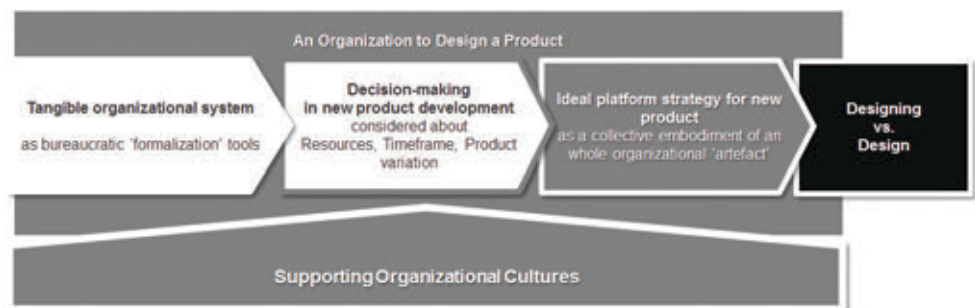 An Organization to Design a Product
Tangible organizational system
as bureaucratic 'formalization' tools
Decision-making
in new product development
considered about
Resources, Timeframe, Product
variation
Ideal platform strategy for new
product
as a collective embodiment of an
whole organizational 'artefact'
Designing
vs.
Design
Supporting Organizational Cultures